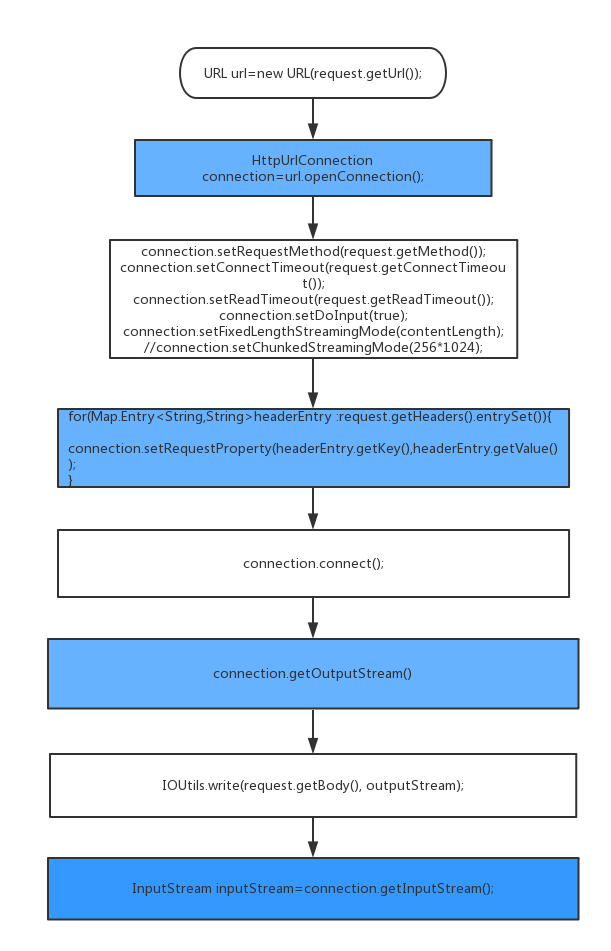 URL url=new URL(request.getUrl());
HttpUrlConnection
connection=url.openConnection();
connection.setRequestMethod(request.getMethod());
connection.setConnectTimeout(request.getConnectTimeou
t());
connection.setReadTimeout(request.getReadTimeout());
connection.setDoInput(true);
connection.setFixedLengthStreamingMode(contentLength);
//connection.setChunkedStreamingMode(256*1024);
for(Map.Entry<String,String>headerEntry :request.getHeaders().entrySet()){
connection.setRequestProperty(headerEntry.getKey(),headerEntry.getValue()
);
}
connection.connect();
connection.getOutputStream()
IOUtils.write(request.getBody(), outputStream);
InputStream inputStream=connection.getInputStream();